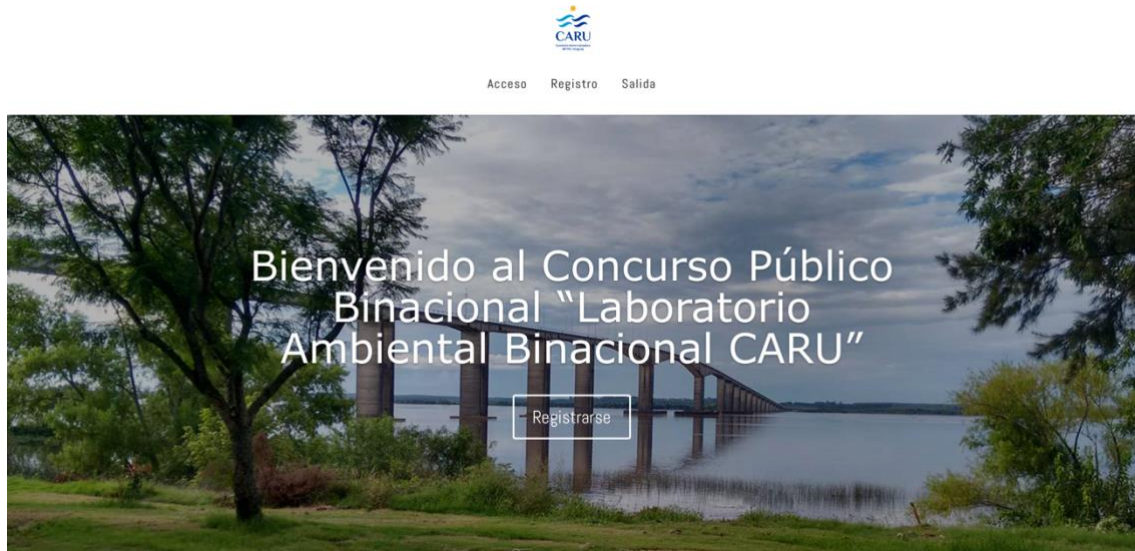 CARU
Acceso Registro Salida
Bienvenido al Concurso Público
Binacional “Laboratorio
Ambiental Binacional CARU”
Registrarse